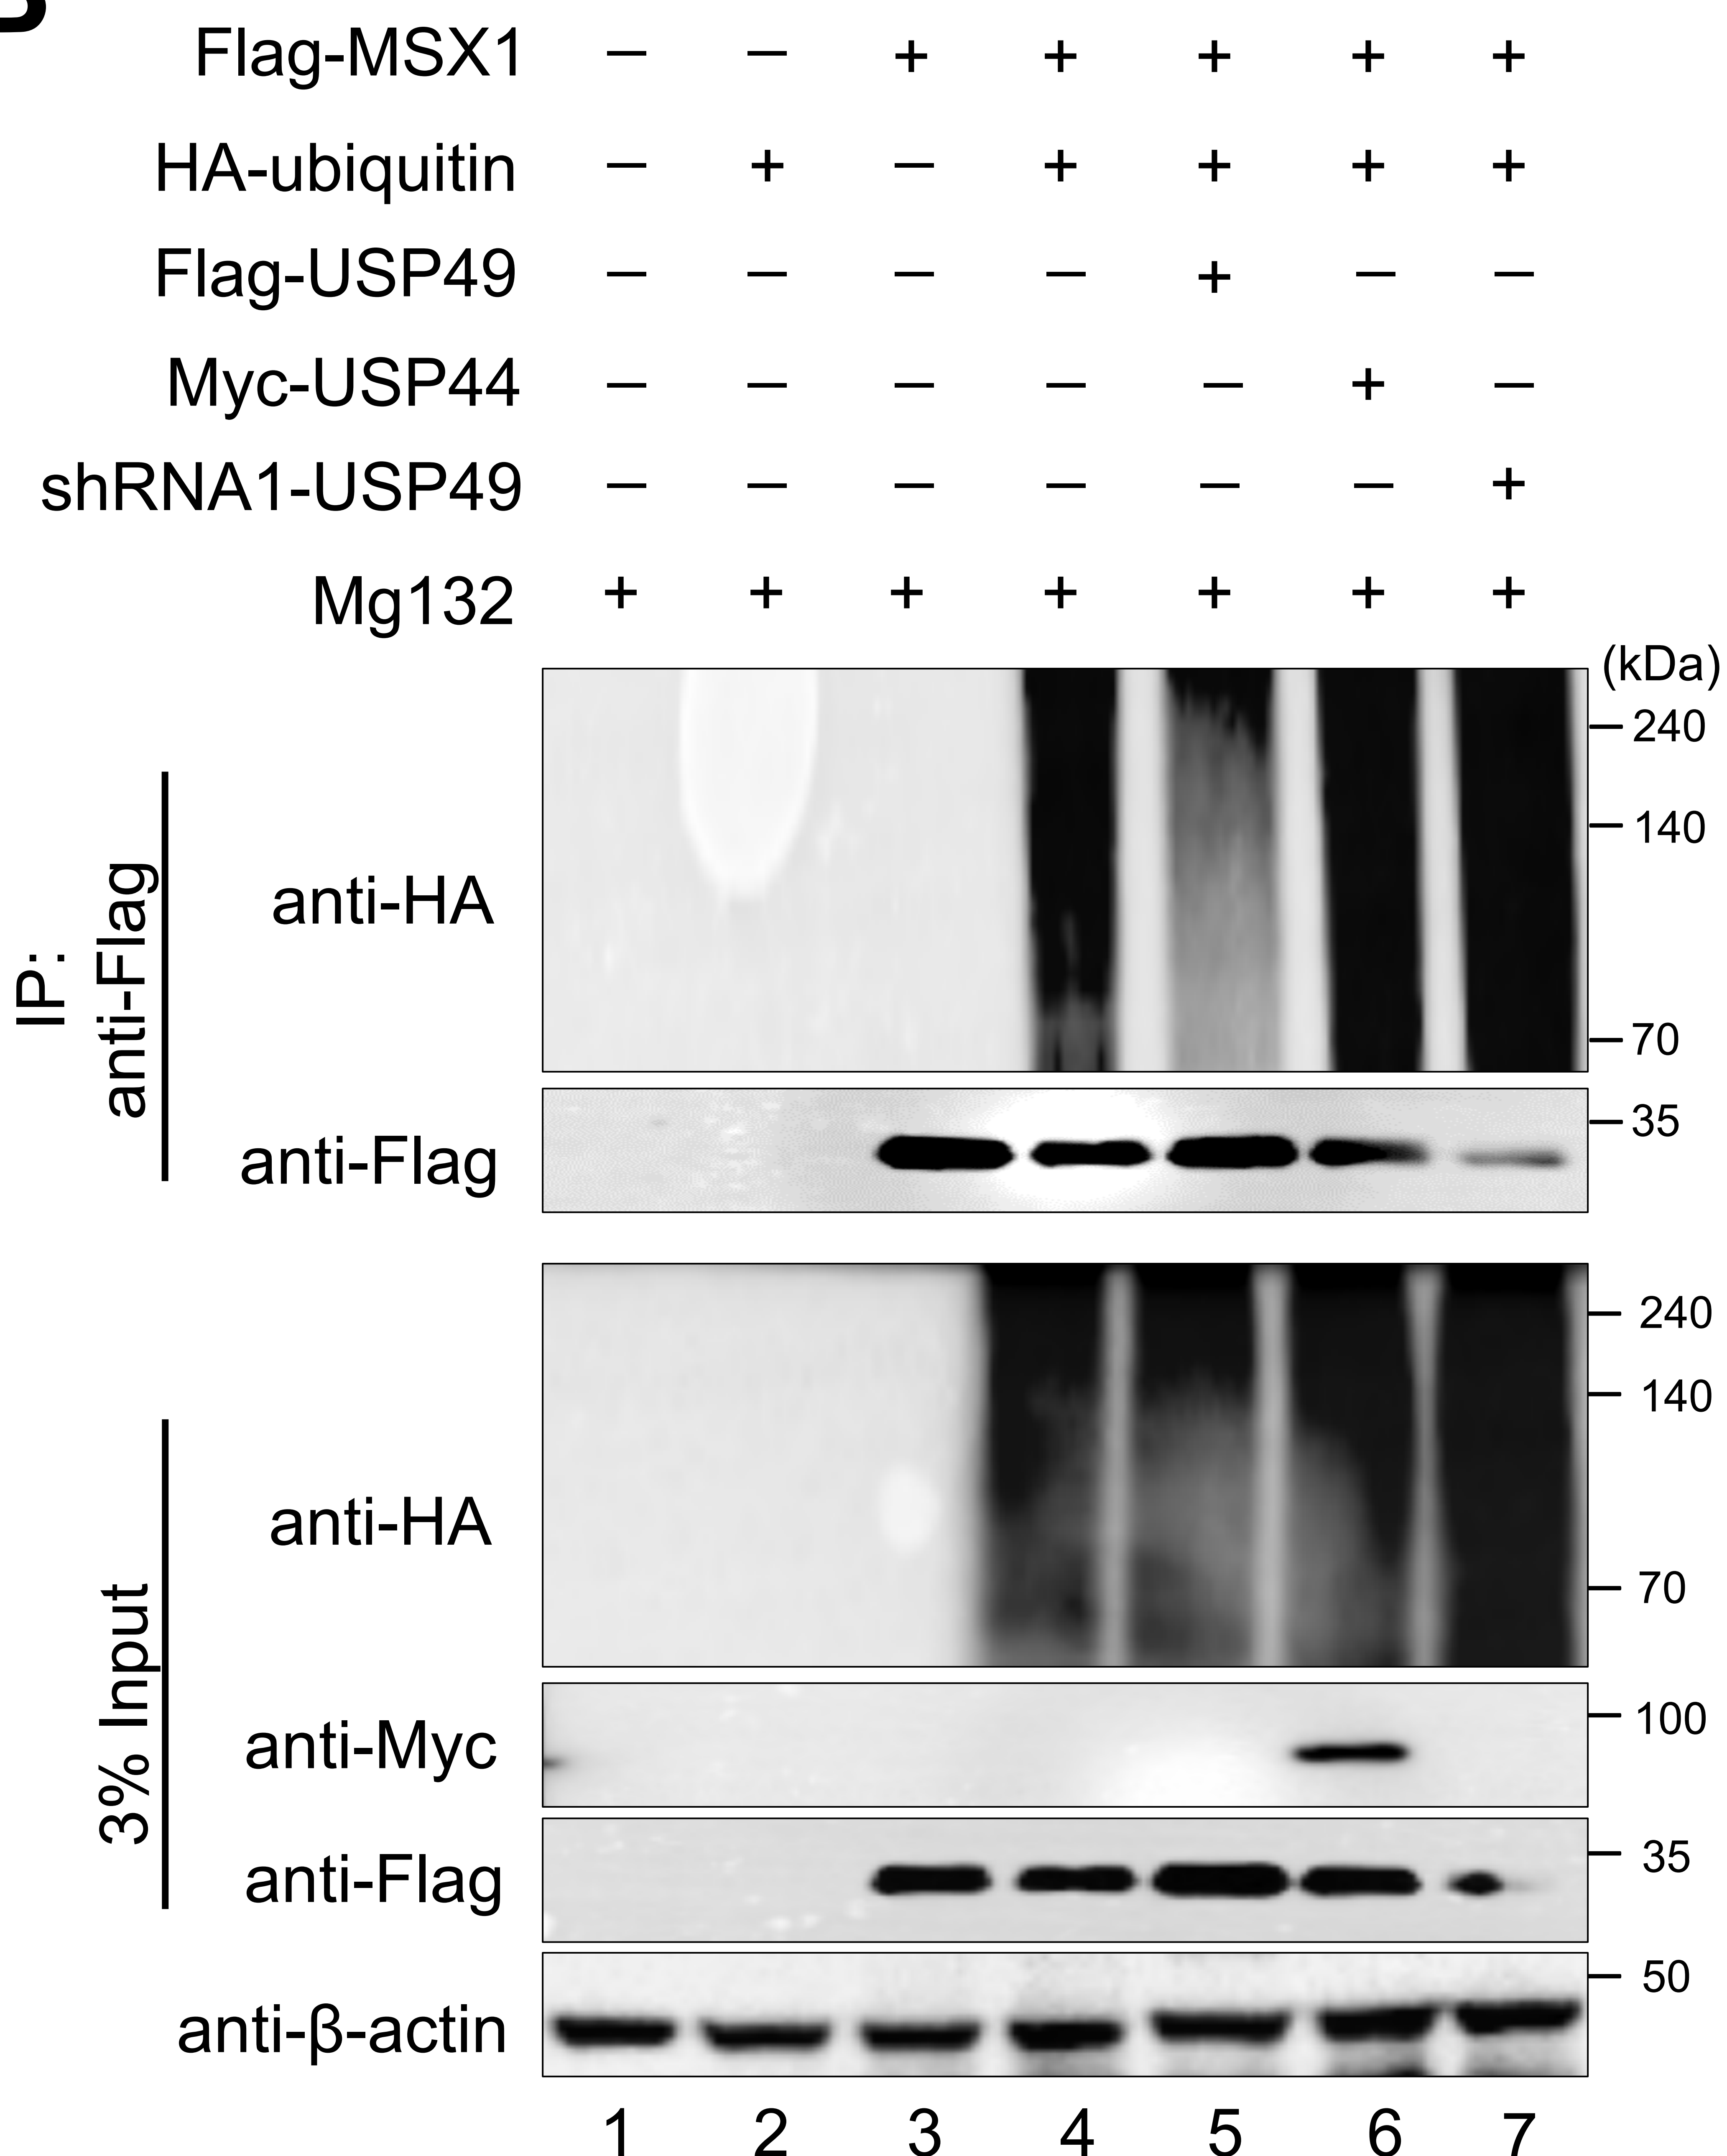 B
Flag-MSX1 — — + + + + +
HA-ubiquitin — + — + + + +
Flag-USP49 — — — — + — —
Myc-USP44 — — — — — + —
shRNA1-USP49 — — — — — — +
Mg132 + + + + + + +
(kDa)
IP:
anti-Flag
anti-HA
240
140
70
anti-Flag
35
3% Input
anti-HA
240
140
70
anti-Myc
100
anti-Flag
35
anti-β-actin
50
1 2 3 4 5 6 7